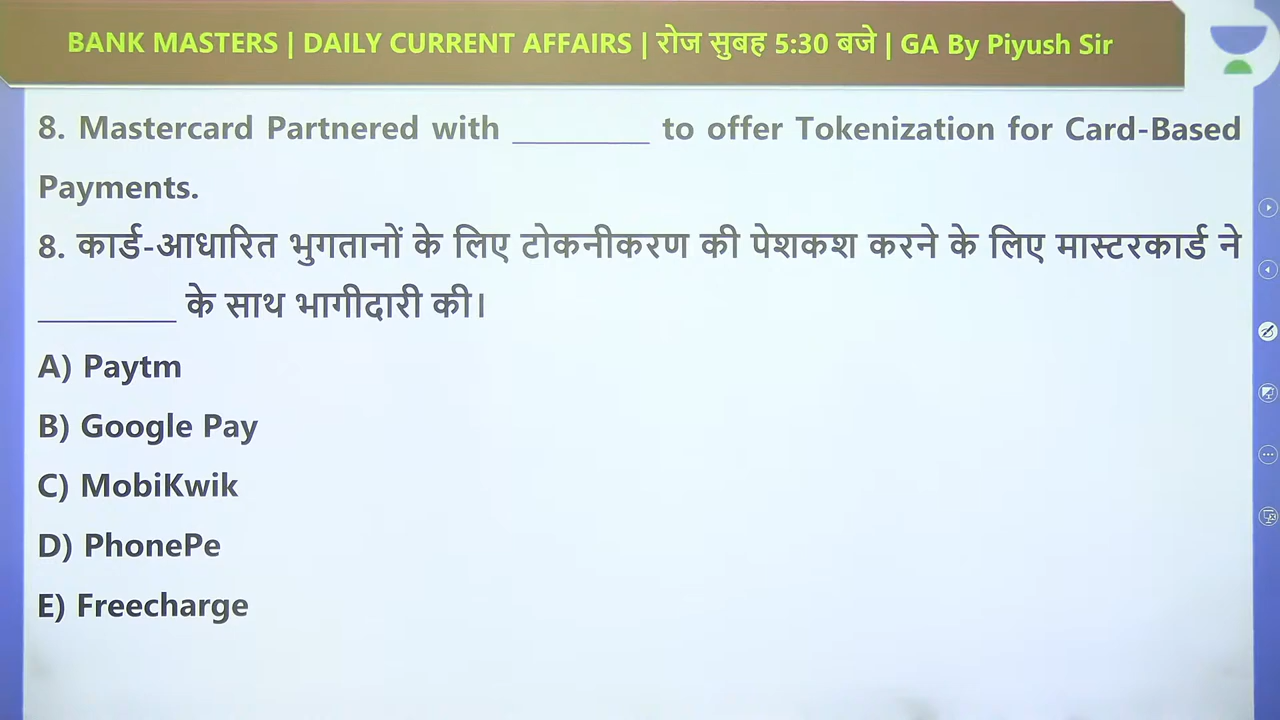 BANK MASTERS | DAILY CURRENT AFFAIRS | रोज सुबह 5:30 बजे | GA By Piyush Sir
8. Mastercard Partnered with _________ to offer Tokenization for Card-Based
Payments.
8. कार्ड-आधारित भुगतानों के लिए टोकनीकरण की पेशकश करने के लिए मास्टरकार्ड ने
_________ के साथ भागीदारी की।
A) Paytm
B) Google Pay
C) MobiKwik
D) PhonePe
E) Freecharge